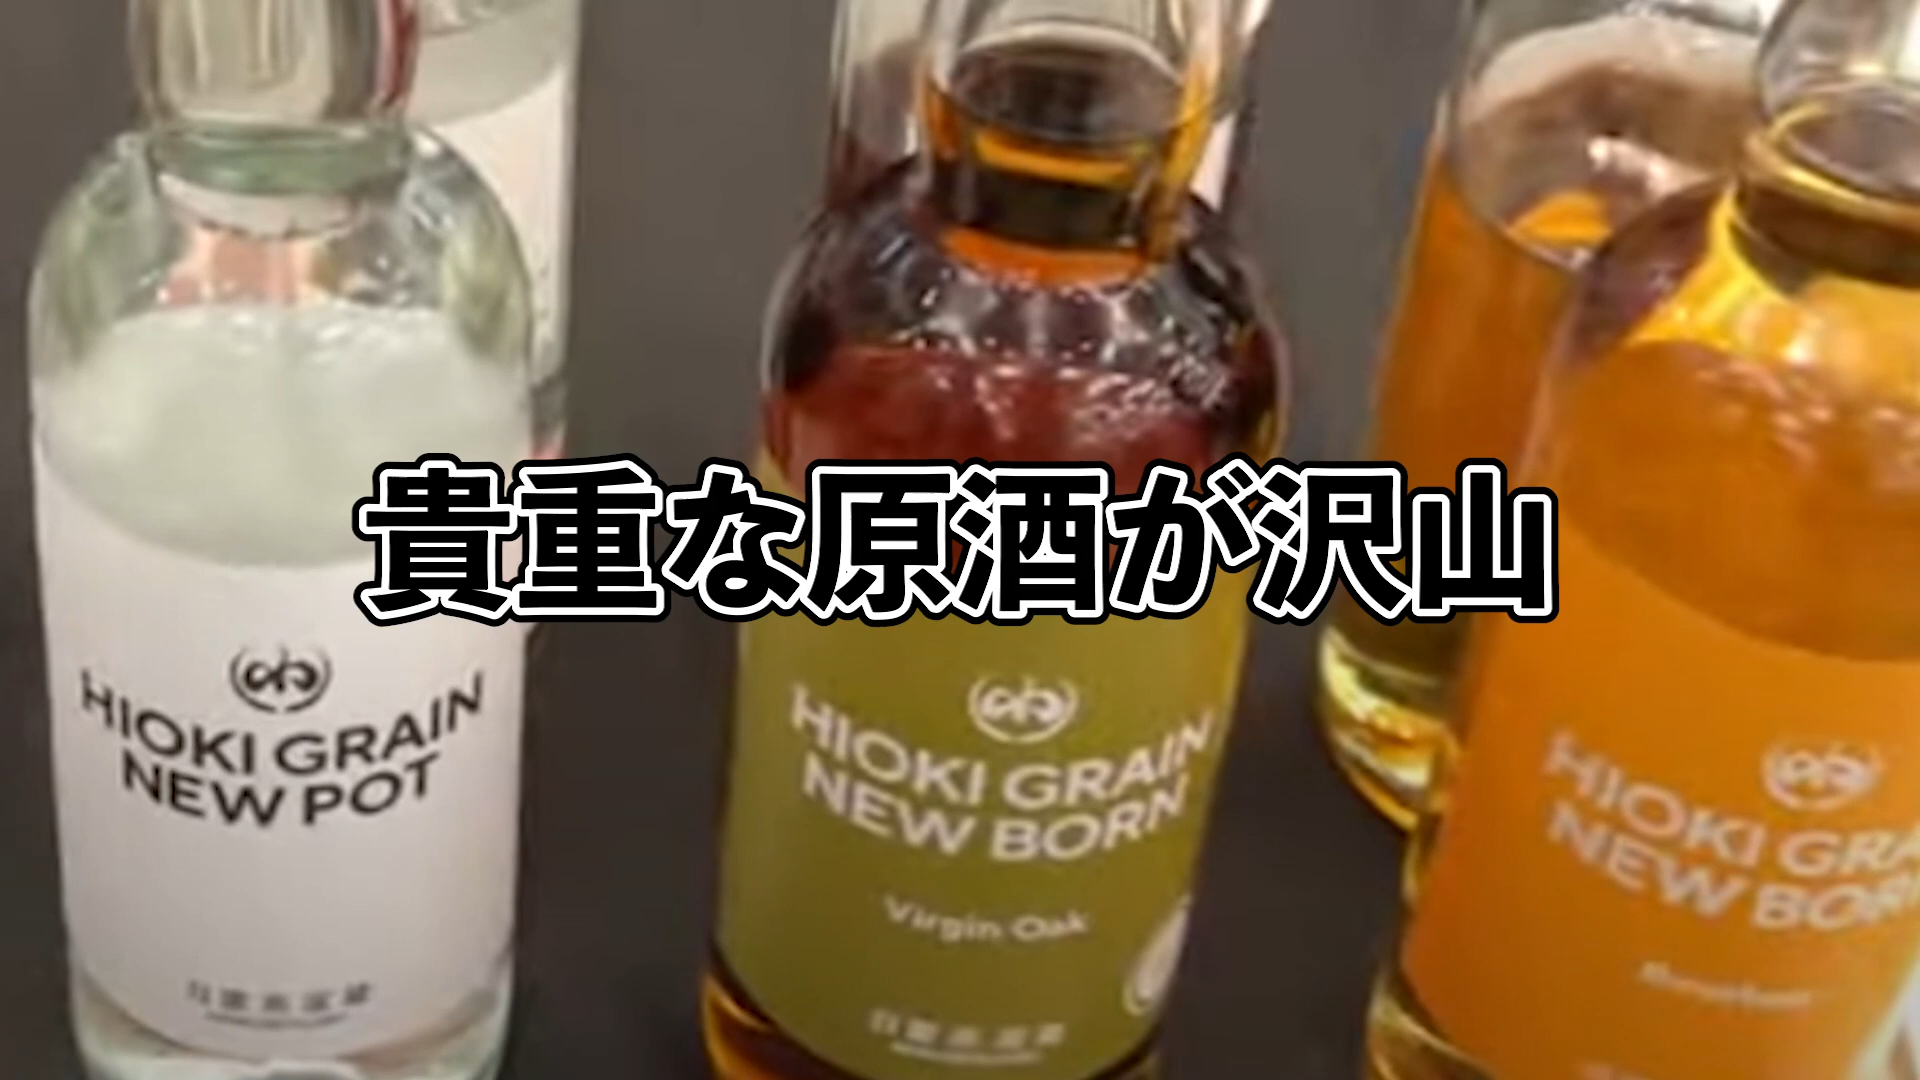 貴重な原酒が沢山
HIOKI GRAIN
NEW POT
HIOKI GRAIN
NEW BORN
Virgin Oak
HIOKI GRA
NEW BOR